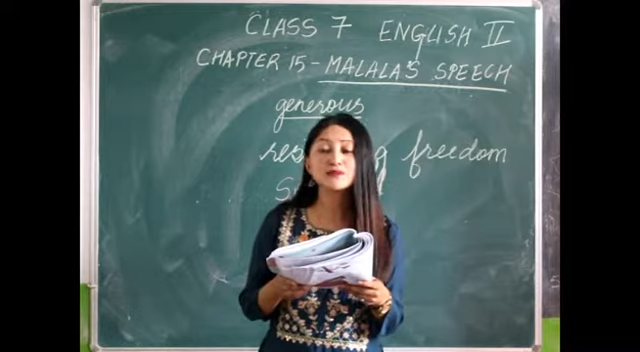 CLASS 7 ENGLISH II
CHAPTER 15 - MALALA'S SPEECH
generous
freedom